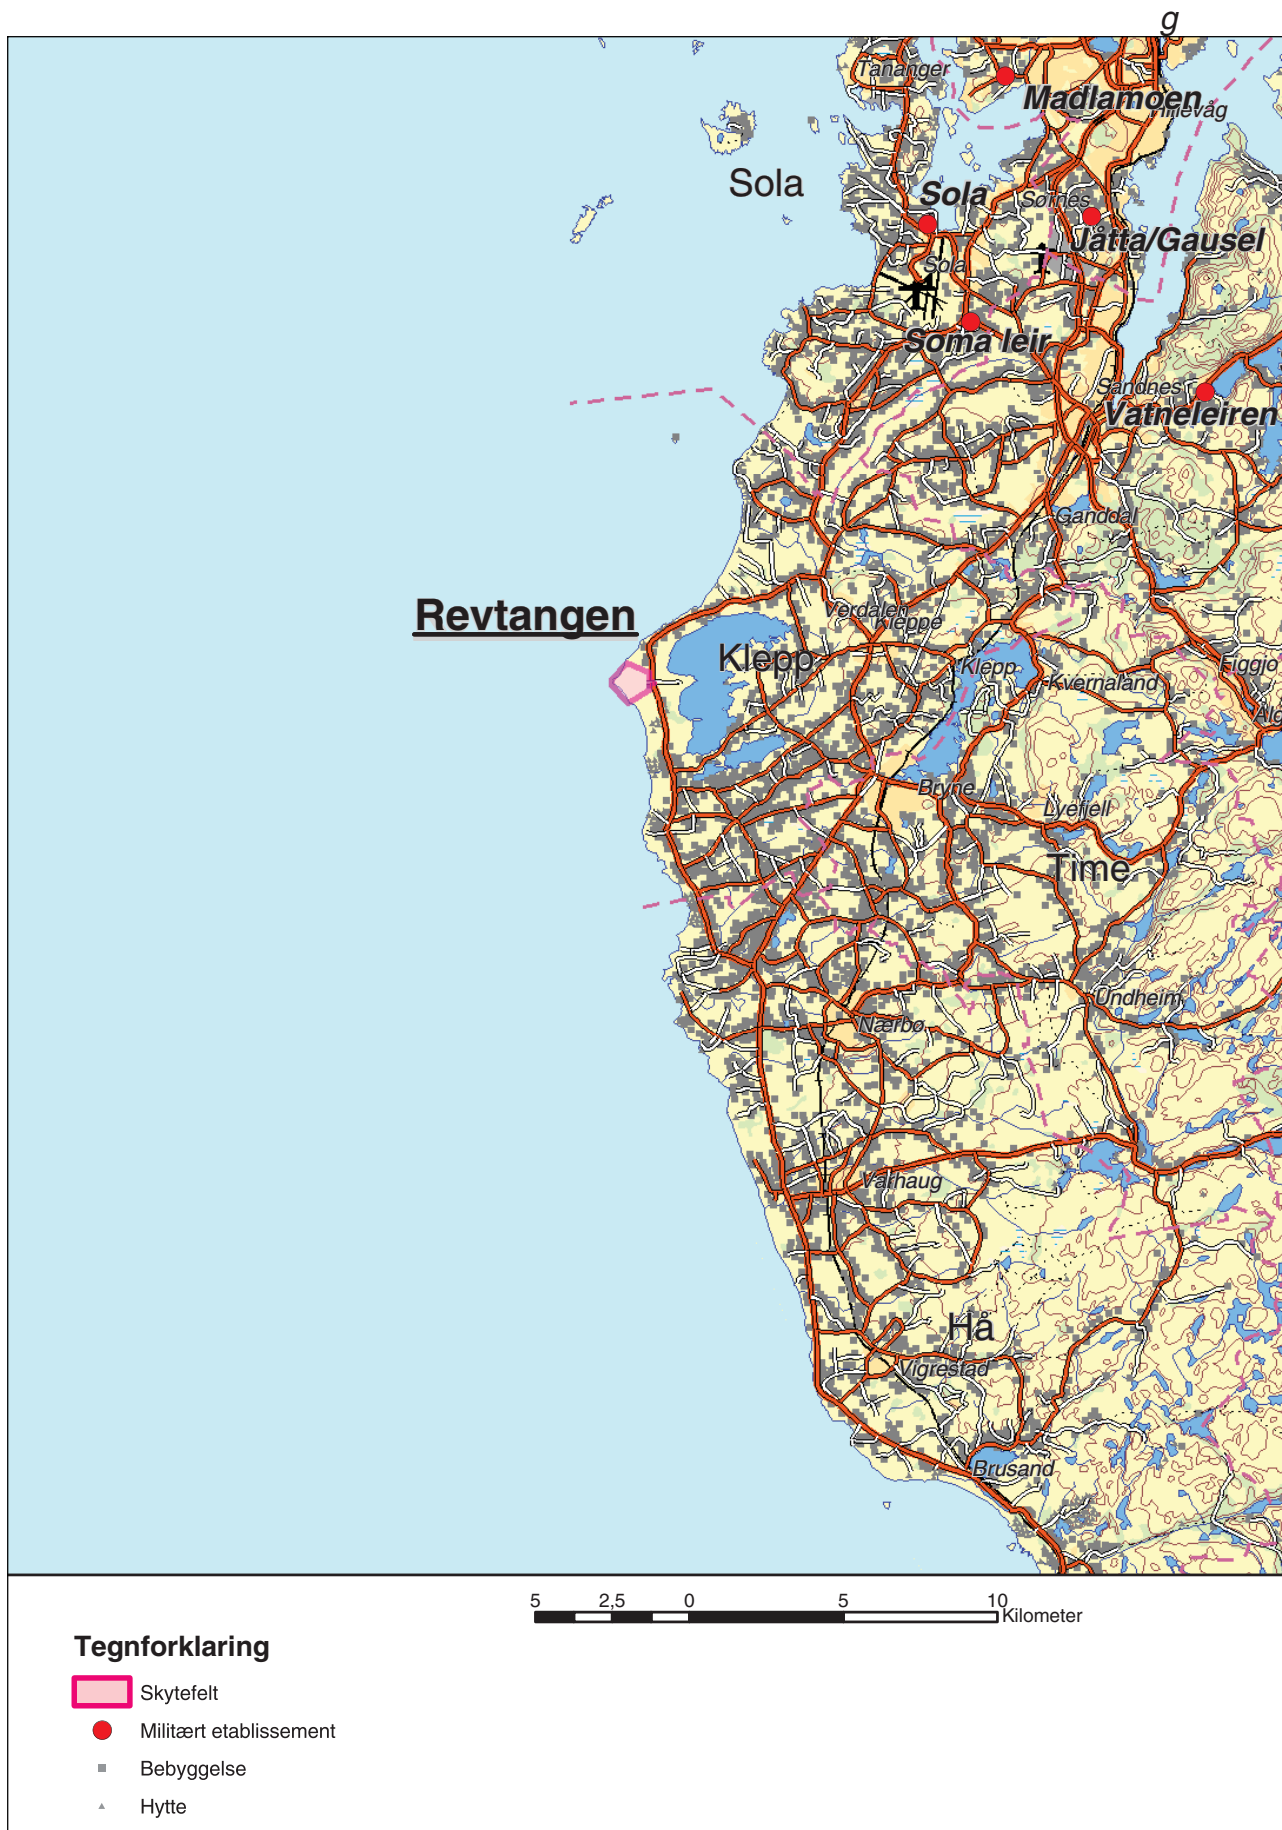 g
Tananger
Madlamoen
Hillevåg
Sola
Sola
Sørnes
Jåtta/Gausel
Sola
Soma leir
Sandnes
Vatneleiren
Ganddal
Revtangen
Verdalen
Kleppe
Klepp
Klepp
Figgjo
Kvernaland
Ålg
Bryne
Lyefjell
Time
Undheim
Nærbø
Varhaug
Hå
Vigrestad
Brusand
5 2,5 0 5 10
Kilometer
Tegnforklaring
Skytefelt
Militært etablissement
Bebyggelse
Hytte